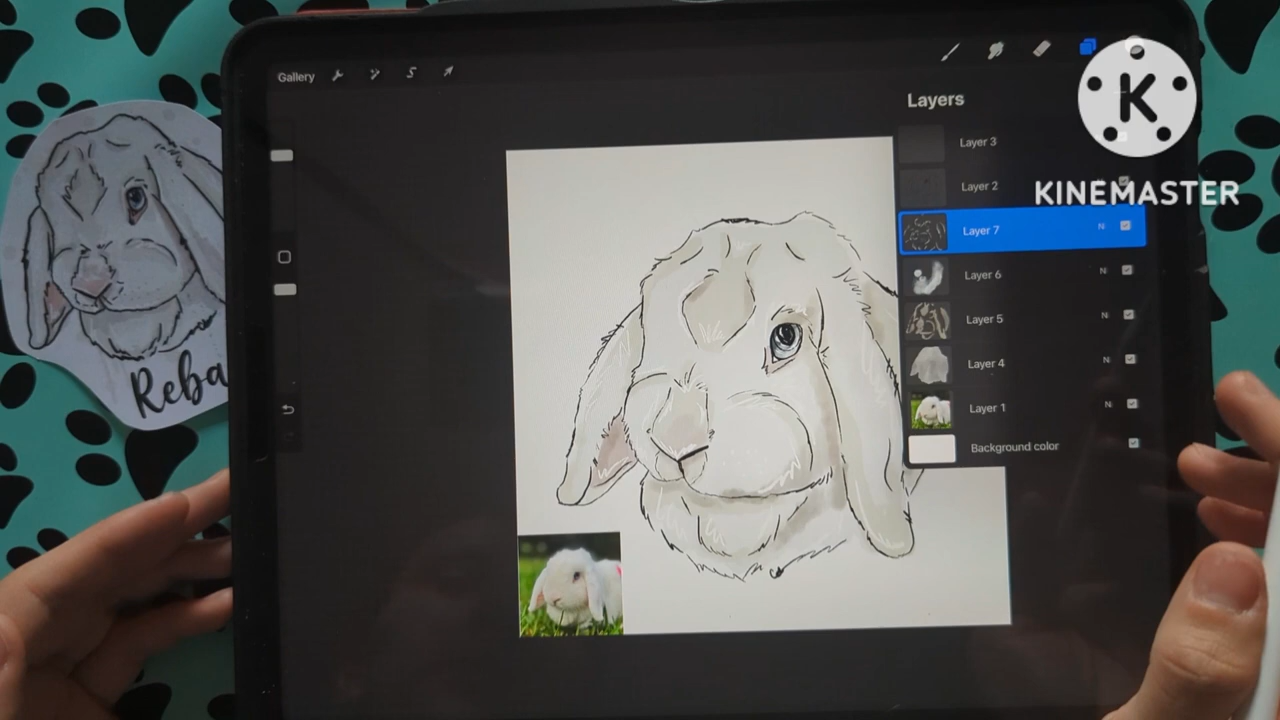 Gallery
Layers
Layer 3
Layer 2
Layer 7 N
Layer 6 N
Layer 5 N
Layer 4 N
Layer 1 N
Background color
K
KINEMASTER
Reba